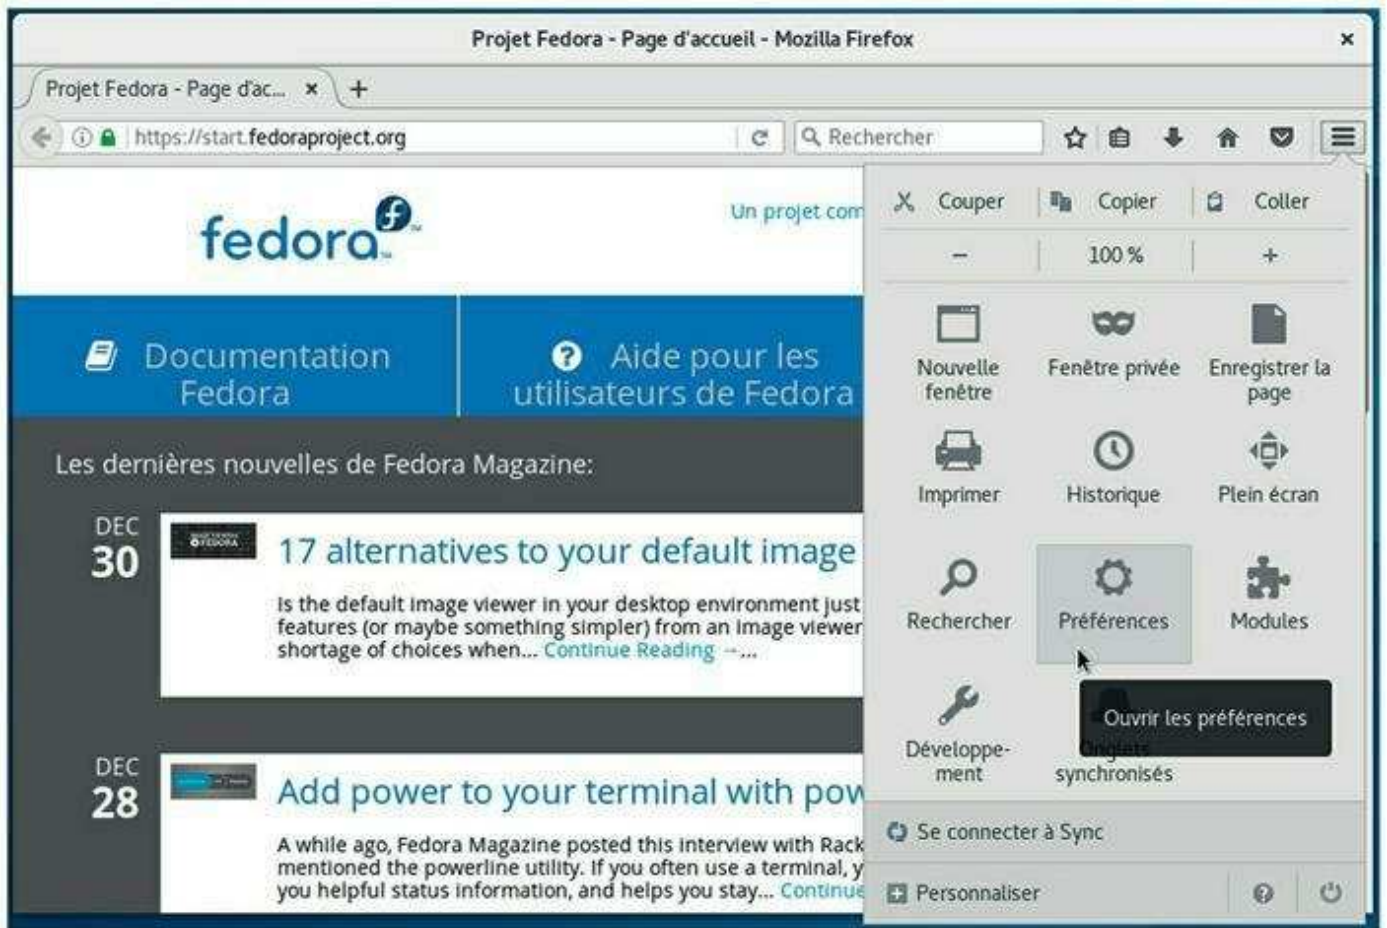 Projet Fedora - Page d'accueil - Mozilla Firefox
Projet Fedora - Page d'ac...
https://start.fedoraproject.org
Rechercher
fedora
Un projet com
Documentation
Fedora
Aide pour les
utilisateurs de Fedora
Les dernières nouvelles de Fedora Magazine:
DEC
30
FEDORA
17 alternatives to your default image
Is the default image viewer in your desktop environment just
features (or maybe something simpler) from an image viewer
shortage of choices when... Continue Reading →...
DEC
28
Add power to your terminal with pow
A while ago, Fedora Magazine posted this interview with Rack
mentioned the powerline utility. If you often use a terminal, y
you helpful status information, and helps you stay... Continue
Couper
Copier
Coller
− 100 % +
Nouvelle
fenêtre
Fenêtre privée
Enregistrer la
page
Imprimer
Historique
Plein écran
Rechercher
Préférences
Modules
Ouvrir les préférences
Développe-
ment
Onglets
synchronisés
Se connecter à Sync
Personnaliser